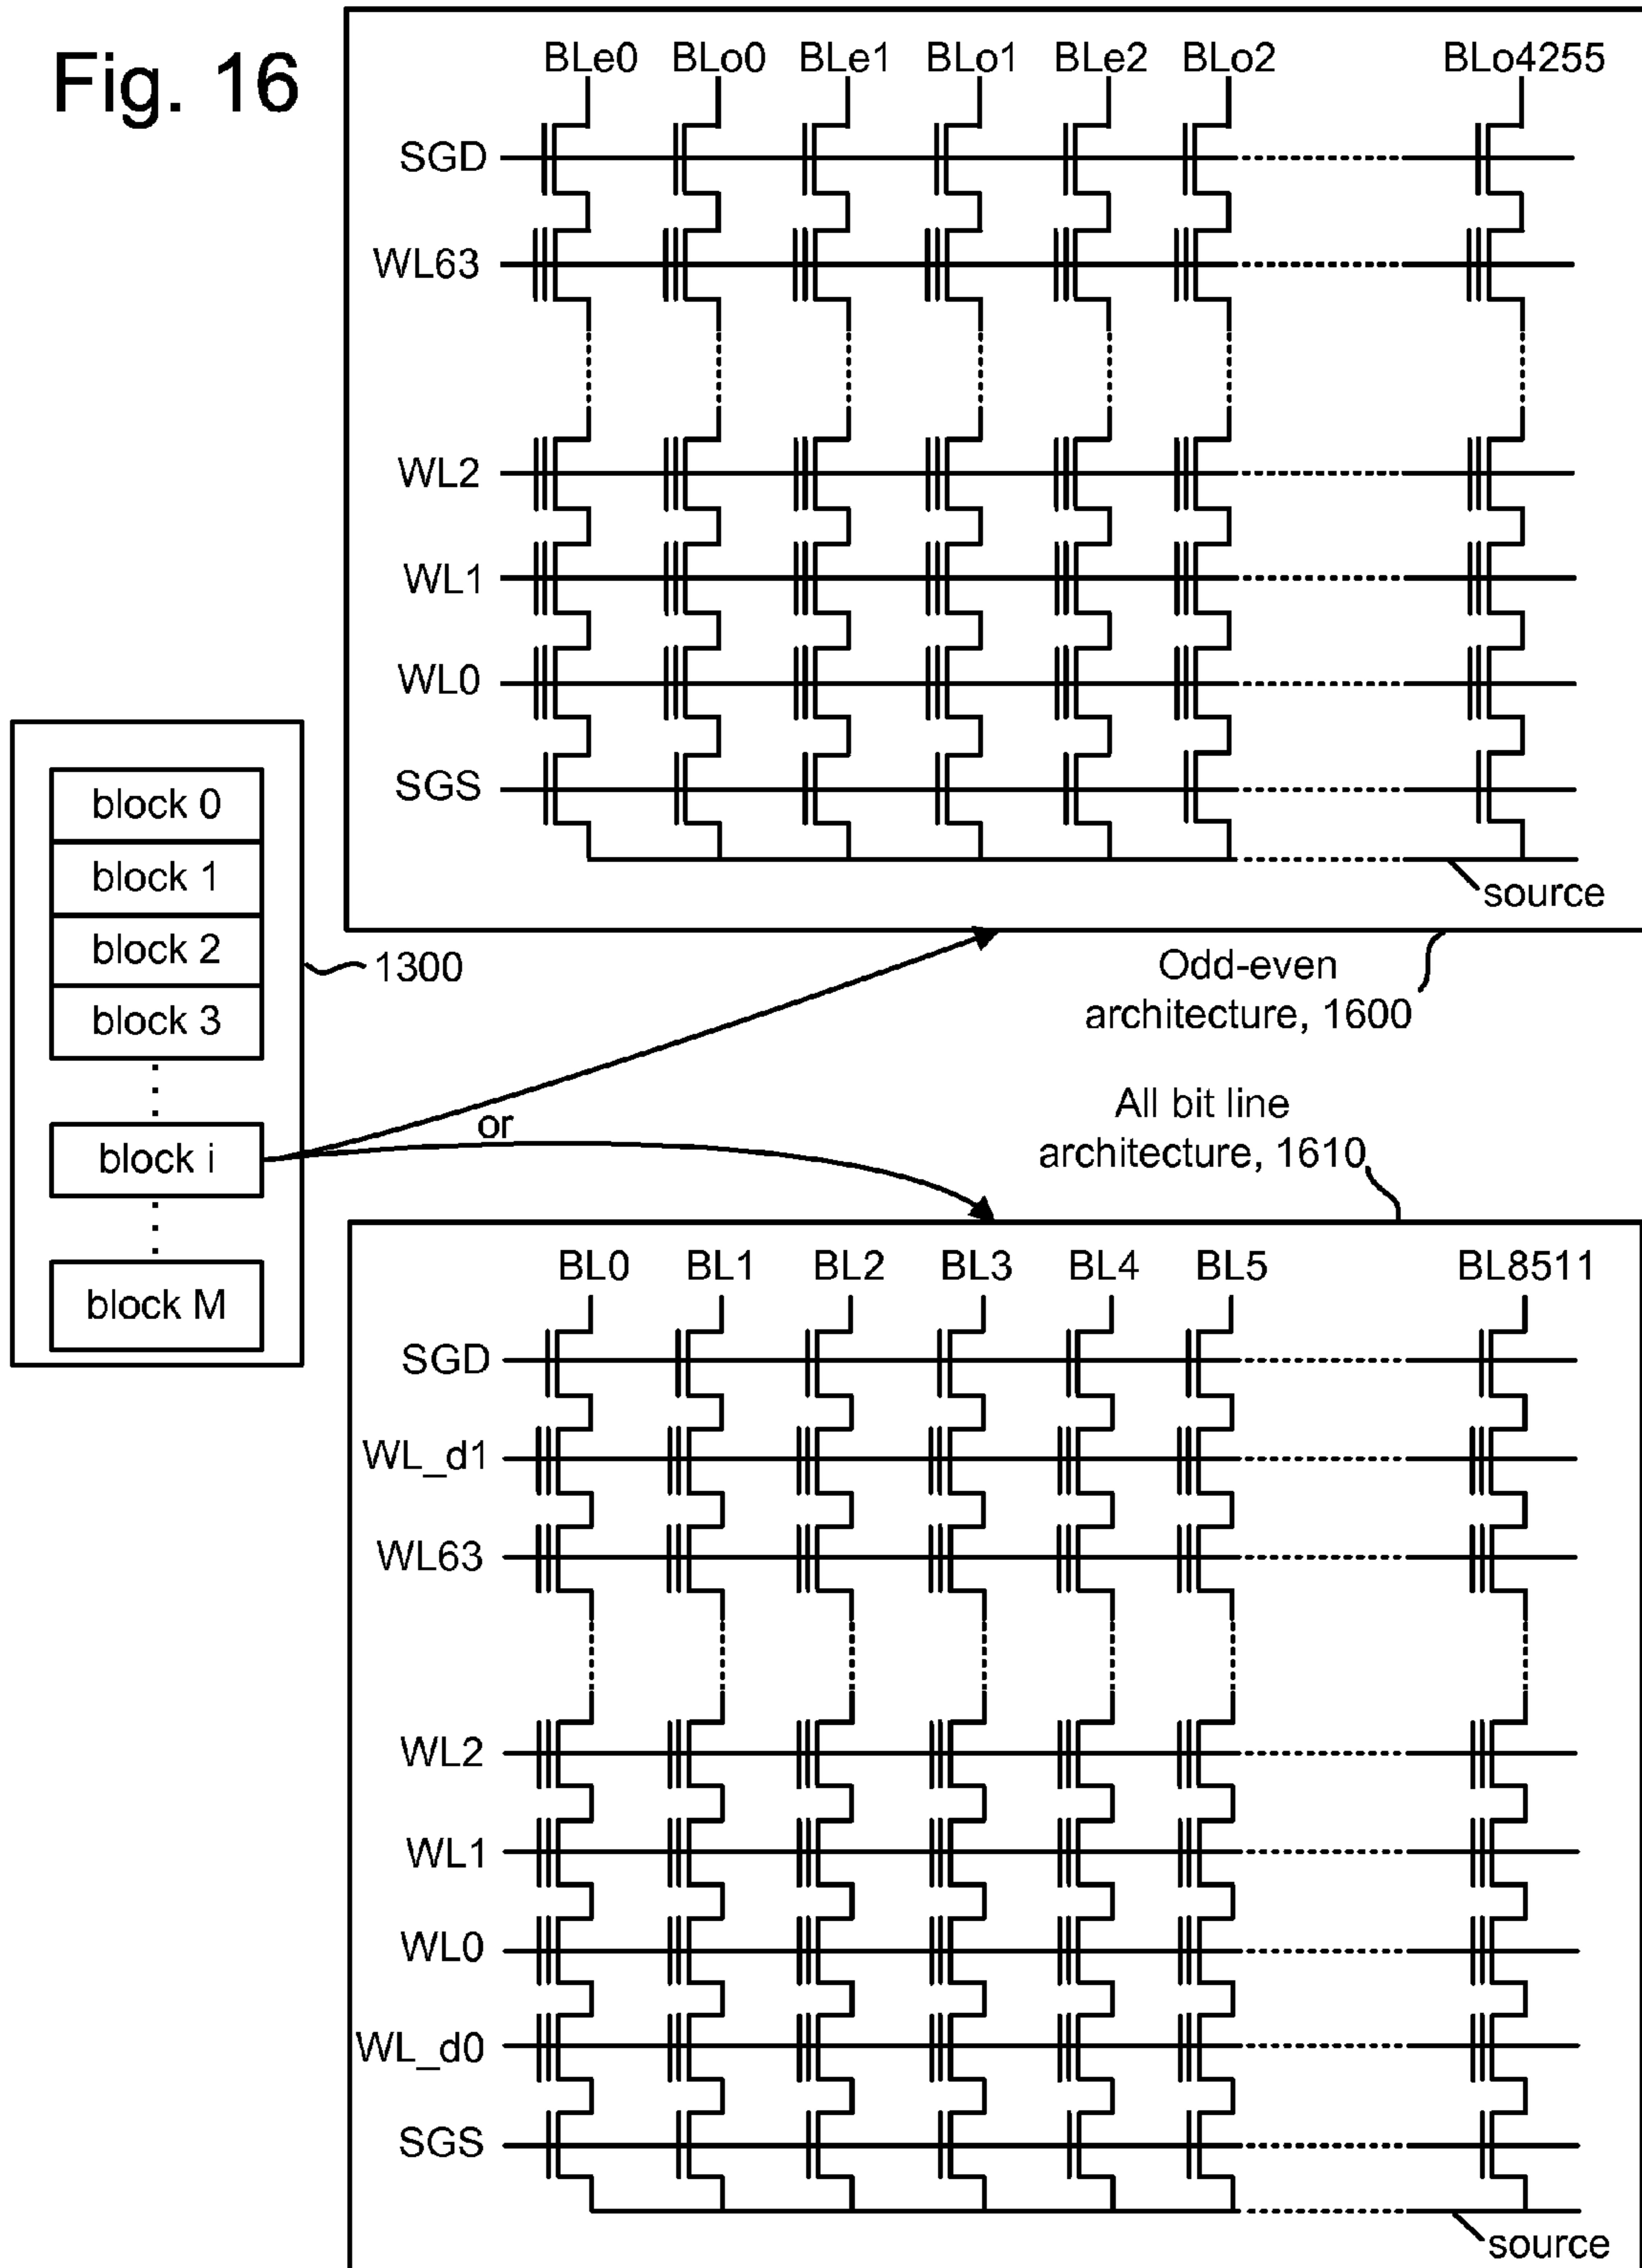 Fig. 16
BLe0 BLo0 BLe1 BLo1 BLe2 BLo2 BLo4255
SGD
WL63
WL2
WL1
WL0
SGS
source
block 0
block 1
block 2
block 3
block i
block M
1300
or
Odd-even
architecture, 1600
All bit line
architecture, 1610
BL0 BL1 BL2 BL3 BL4 BL5 BL8511
SGD
WL_d1
WL63
WL2
WL1
WL0
WL_d0
SGS
source